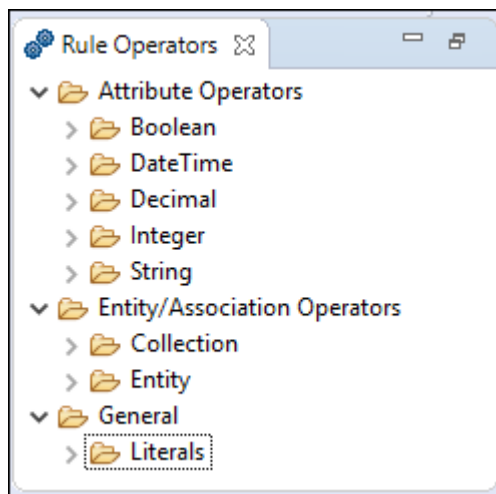 Rule Operators
Attribute Operators
Boolean
DateTime
Decimal
Integer
String
Entity/Association Operators
Collection
Entity
General
Literals